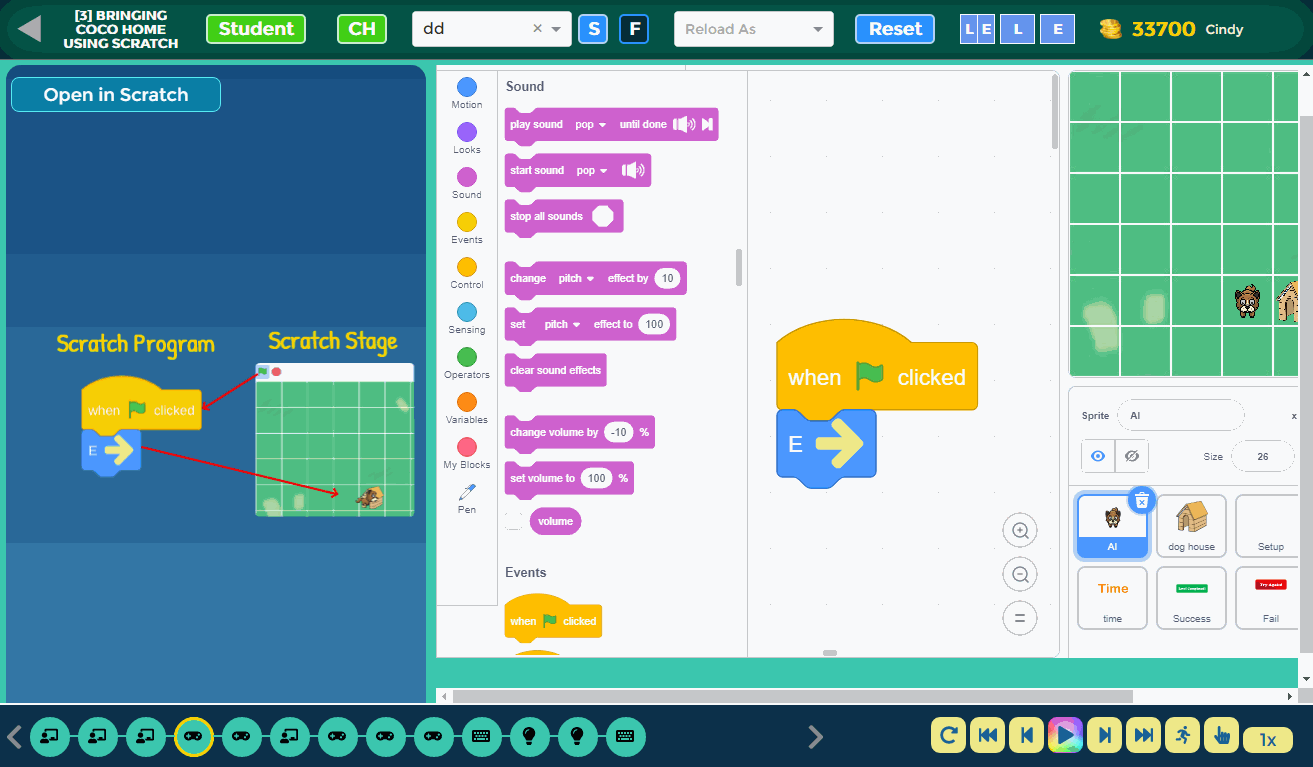 [3] BRINGING
COCO HOME
USING SCRATCH
Student
CH
dd
S
F
Reload As
Reset
L E
L
E
33700
Cindy
Open in Scratch
Scratch Program
Scratch Stage
when clicked
E
Motion
Looks
Sound
Events
Control
Sensing
Operators
Variables
My Blocks
Pen
Sound
play sound pop until done
start sound pop
stop all sounds
change pitch effect by 10
set pitch effect to 100
clear sound effects
change volume by -10 %
set volume to 100 %
volume
Events
when clicked
when clicked
E
Sprite AI x
Size 26
AI
dog house
Setup
Time
time
Success
Try Again!
Fail
1x